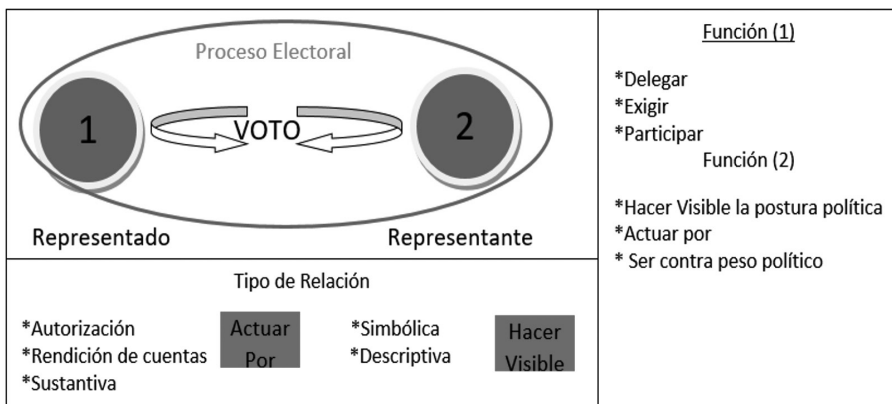 Proceso Electoral
1
VOTO
2
Representado
Representante
Tipo de Relación
*Autorización
*Rendición de cuentas
*Sustantiva
Actuar
Por
*Simbólica
*Descriptiva
Hacer
Visible
Función (1)
*Delegar
*Exigir
*Participar
Función (2)
*Hacer Visible la postura política
*Actuar por
* Ser contra peso político